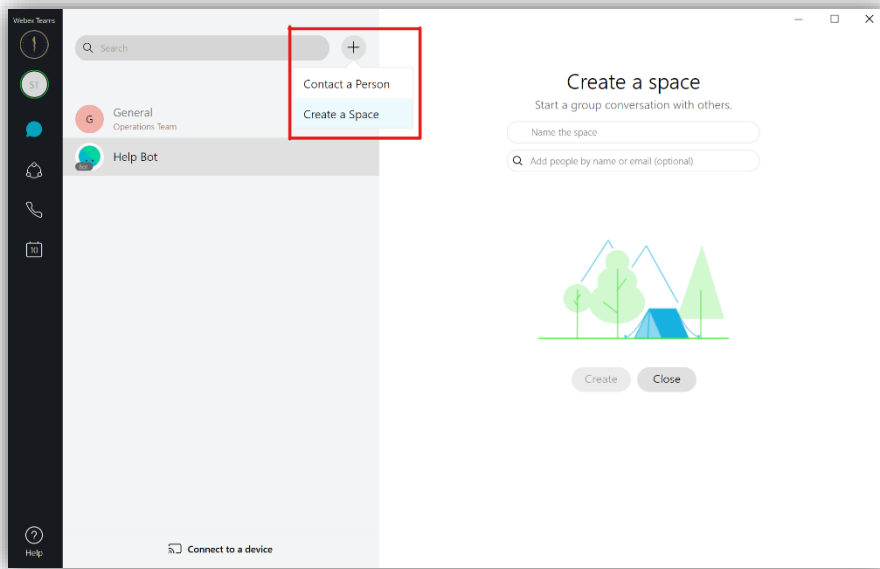 Webex Teams
ST
Search
Contact a Person
Create a Space
G
General
Operations Team
Help Bot
10
Help
Connect to a device
Create a space
Start a group conversation with others.
Name the space
Add people by name or email (optional)
Create
Close